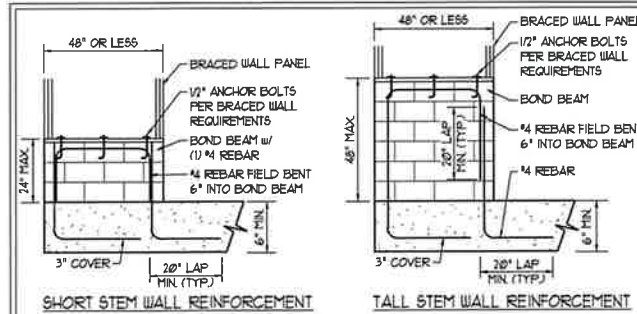 48" OR LESS
BRACED WALL PANEL
1/2" ANCHOR BOLTS
PER BRACED WALL
REQUIREMENTS
BOND BEAM w/
(1) #4 REBAR
#4 REBAR FIELD BENT
6" INTO BOND BEAM
24" MAX.
6" MIN.
3" COVER
20" LAP
MIN. (TYP.)
SHORT STEM WALL REINFORCEMENT
48" OR LESS
BRACED WALL PANEL
1/2" ANCHOR BOLTS
PER BRACED WALL
REQUIREMENTS
BOND BEAM
#4 REBAR FIELD BENT
6" INTO BOND BEAM
#4 REBAR
48" MAX.
20" LAP
MIN. (TYP.)
6" MIN.
3" COVER
20" LAP
MIN. (TYP.)
TALL STEM WALL REINFORCEMENT